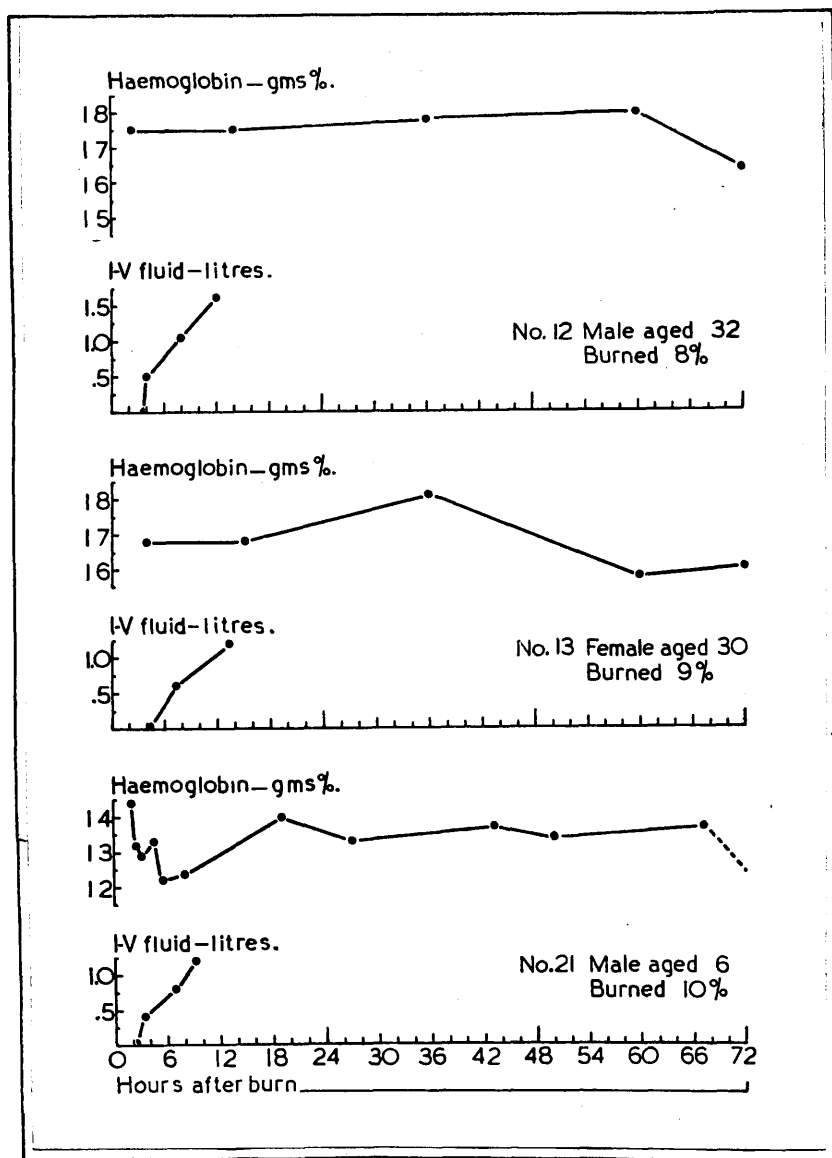 Haemoglobin—gms%.
18
17
16
15
I-V fluid–litres.
1.5
1.0
.5
No. 12 Male aged 32
Burned 8%
Haemoglobin—gms%.
18
17
16
I-V fluid–litres.
1.0
.5
No. 13 Female aged 30
Burned 9%
Haemoglobin—gms%.
14
13
12
I-V fluid–litres.
1.0
.5
No.21 Male aged 6
Burned 10%
0 6 12 18 24 30 36 42 48 54 60 66 72
Hours after burn